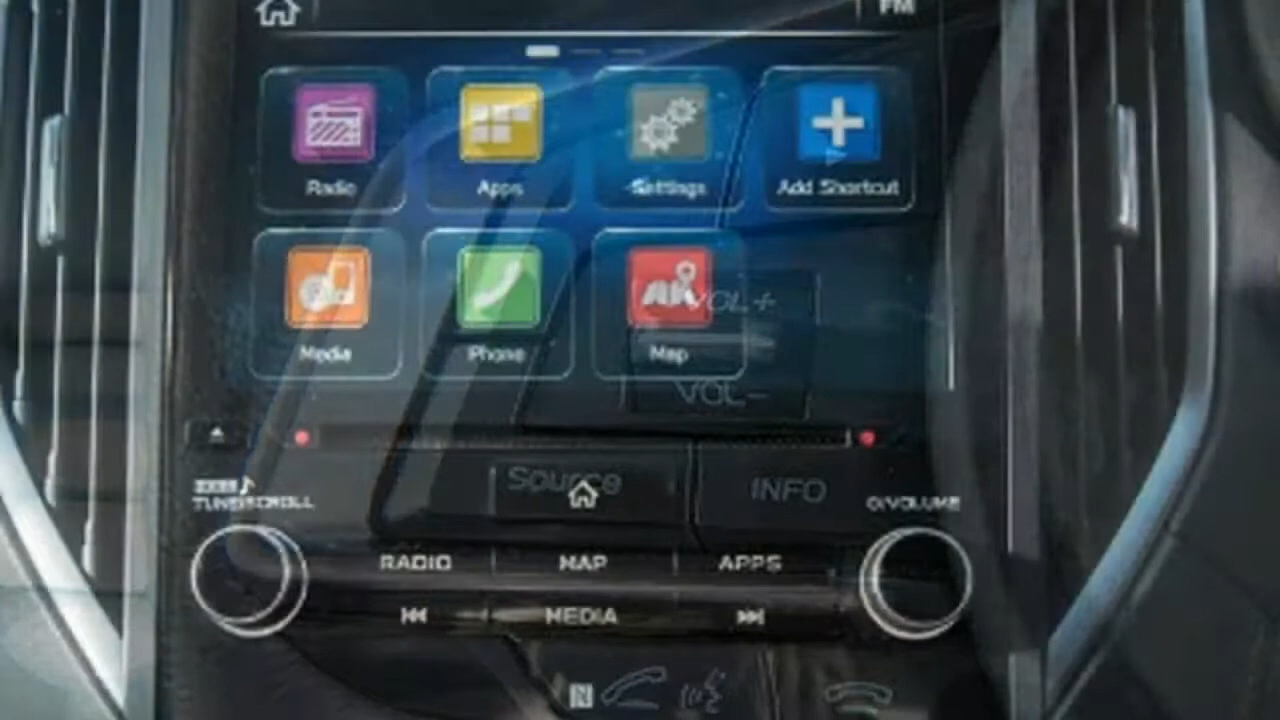 FM
Radio
Apps
Settings
Add Shortcut
VOL+
Media
Phone
Map
VOL-
Source
INFO
TUNE/SCROLL
VOLUME
RADIO
MAP
APPS
MEDIA
N